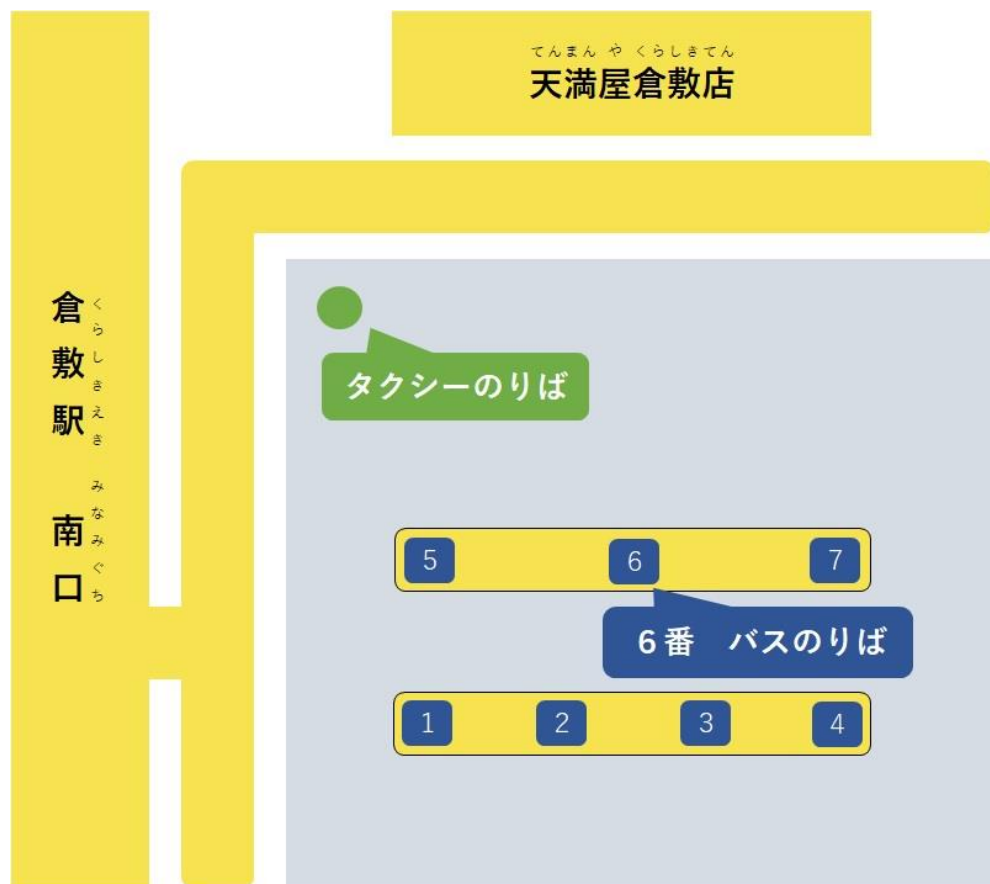 てんまん や くらしきてん
天満屋倉敷店
倉敷駅 南口
くらしきえき みなみぐち
タクシーのりば
5
6
7
6番 バスのりば
1
2
3
4